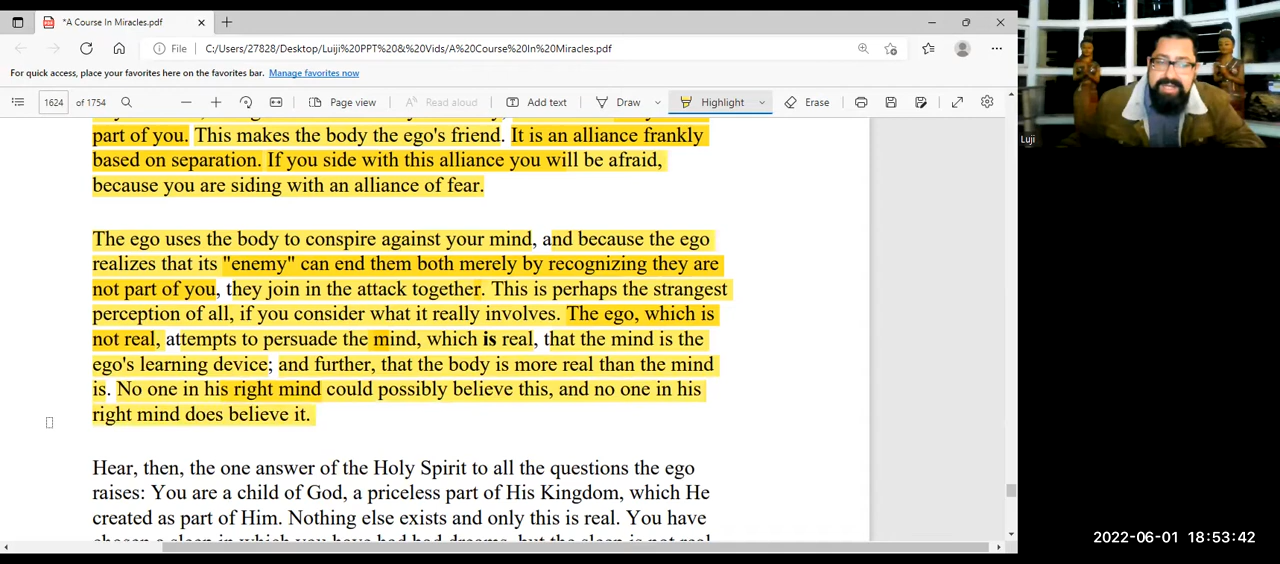 *A Course In Miracles.pdf
File C:/Users/27828/Desktop/Luiji%20PPT%20&%20Vids/A%20Course%20In%20Miracles.pdf
For quick access, place your favorites here on the favorites bar. Manage favorites now
1624 of 1754 Page view Read aloud Add text Draw Highlight Erase
part of you. This makes the body the ego's friend. It is an alliance frankly
based on separation. If you side with this alliance you will be afraid,
because you are siding with an alliance of fear.
The ego uses the body to conspire against your mind, and because the ego
realizes that its "enemy" can end them both merely by recognizing they are
not part of you, they join in the attack together. This is perhaps the strangest
perception of all, if you consider what it really involves. The ego, which is
not real, attempts to persuade the mind, which is real, that the mind is the
ego's learning device; and further, that the body is more real than the mind
is. No one in his right mind could possibly believe this, and no one in his
right mind does believe it.
Hear, then, the one answer of the Holy Spirit to all the questions the ego
raises: You are a child of God, a priceless part of His Kingdom, which He
created as part of Him. Nothing else exists and only this is real. You have
Luji
2022-06-01 18:53:42